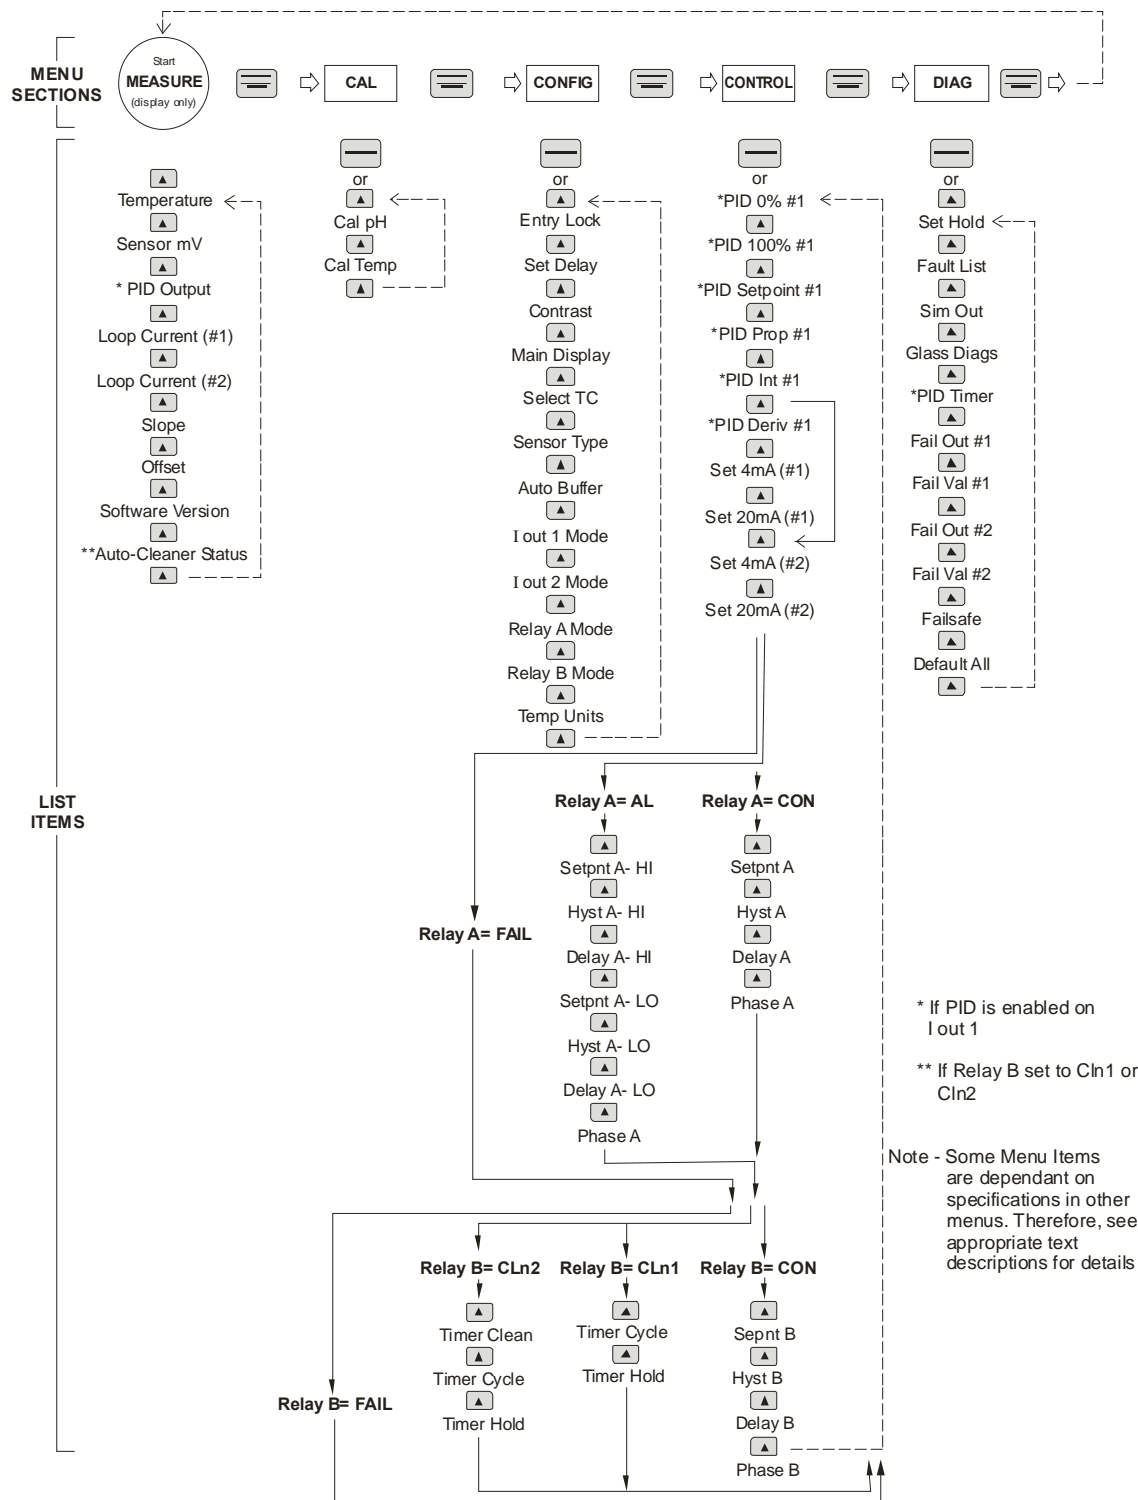 MENU
SECTIONS
Start
MEASURE
(display only)
CAL
CONFIG
CONTROL
DIAG
LIST
ITEMS
Temperature
Sensor mV
* PID Output
Loop Current (#1)
Loop Current (#2)
Slope
Offset
Software Version
**Auto-Cleaner Status
or
Cal pH
Cal Temp
or
Entry Lock
Set Delay
Contrast
Main Display
Select TC
Sensor Type
Auto Buffer
I out 1 Mode
I out 2 Mode
Relay A Mode
Relay B Mode
Temp Units
or
*PID 0% #1
*PID 100% #1
*PID Setpoint #1
*PID Prop #1
*PID Int #1
*PID Deriv #1
Set 4mA (#1)
Set 20mA (#1)
Set 4mA (#2)
Set 20mA (#2)
or
Set Hold
Fault List
Sim Out
Glass Diags
*PID Timer
Fail Out #1
Fail Val #1
Fail Out #2
Fail Val #2
Failsafe
Default All
Relay A= FAIL
Relay A= AL
Setpnt A- HI
Hyst A- HI
Delay A- HI
Setpnt A- LO
Hyst A- LO
Delay A- LO
Phase A
Relay A= CON
Setpnt A
Hyst A
Delay A
Phase A
* If PID is enabled on
I out 1
** If Relay B set to Cln1 or
Cln2
Note - Some Menu Items
are dependant on
specifications in other
menus. Therefore, see
appropriate text
descriptions for details
Relay B= FAIL
Relay B= CLn2
Timer Clean
Timer Cycle
Timer Hold
Relay B= CLn1
Timer Cycle
Timer Hold
Relay B= CON
Sepnt B
Hyst B
Delay B
Phase B